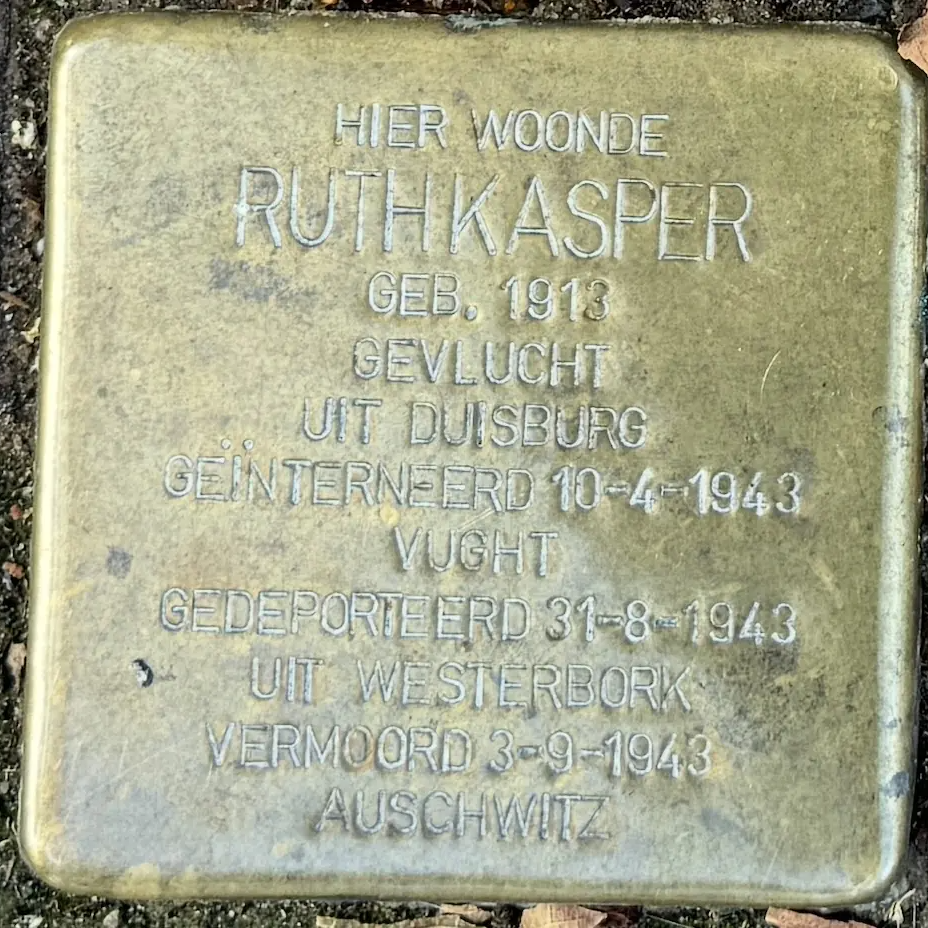 HIER WOONDE
RUTH KASPER
GEB. 1913
GEVLUCHT
UIT DUISBURG
GEÏNTERNEERD 10-4-1943
VUGHT
GEDEPORTEERD 31-8-1943
UIT WESTERBORK
VERMOORD 3-9-1943
AUSCHWITZ